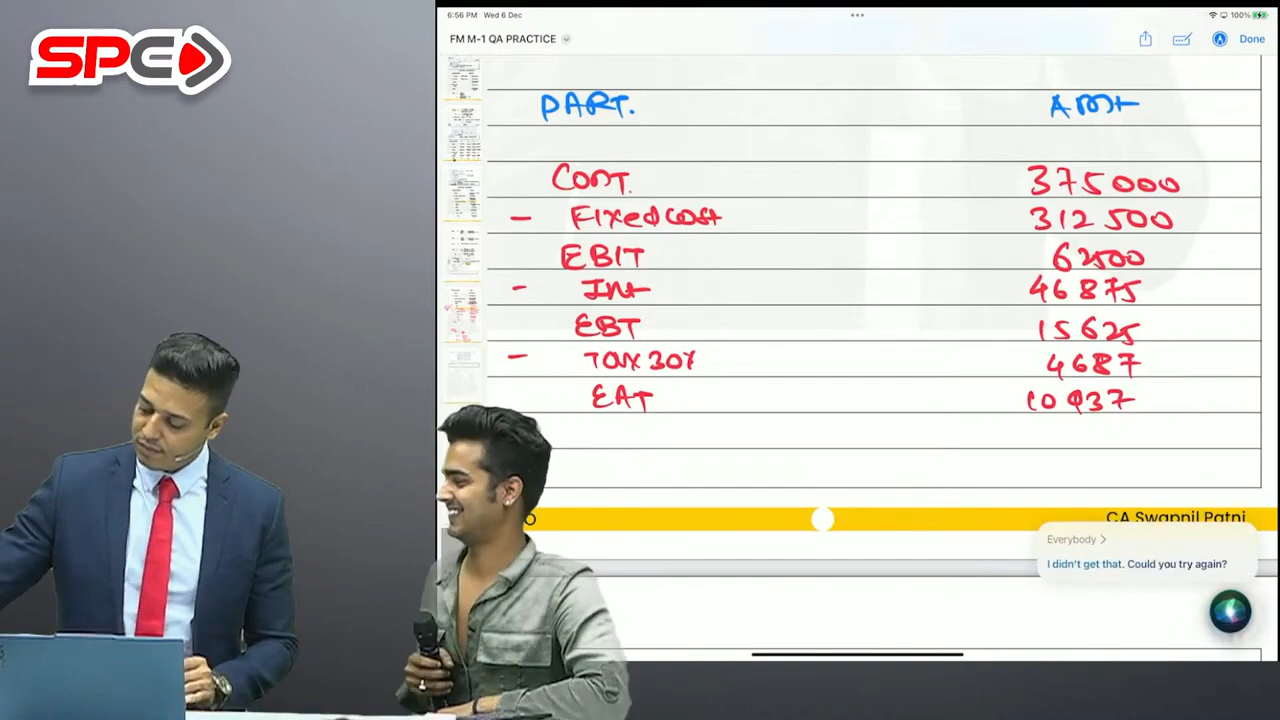 SPC
6:56 PM Wed 6 Dec
100%
FM M-1 QA PRACTICE
Done
PART. AMt
Cont. 375000
- Fixed cost 312500
EBIT 62500
- Int 46875
EBT 15625
- Tax 30% 4687
EAT 10937
CA Swapnil Patni
Everybody >
I didn't get that. Could you try again?